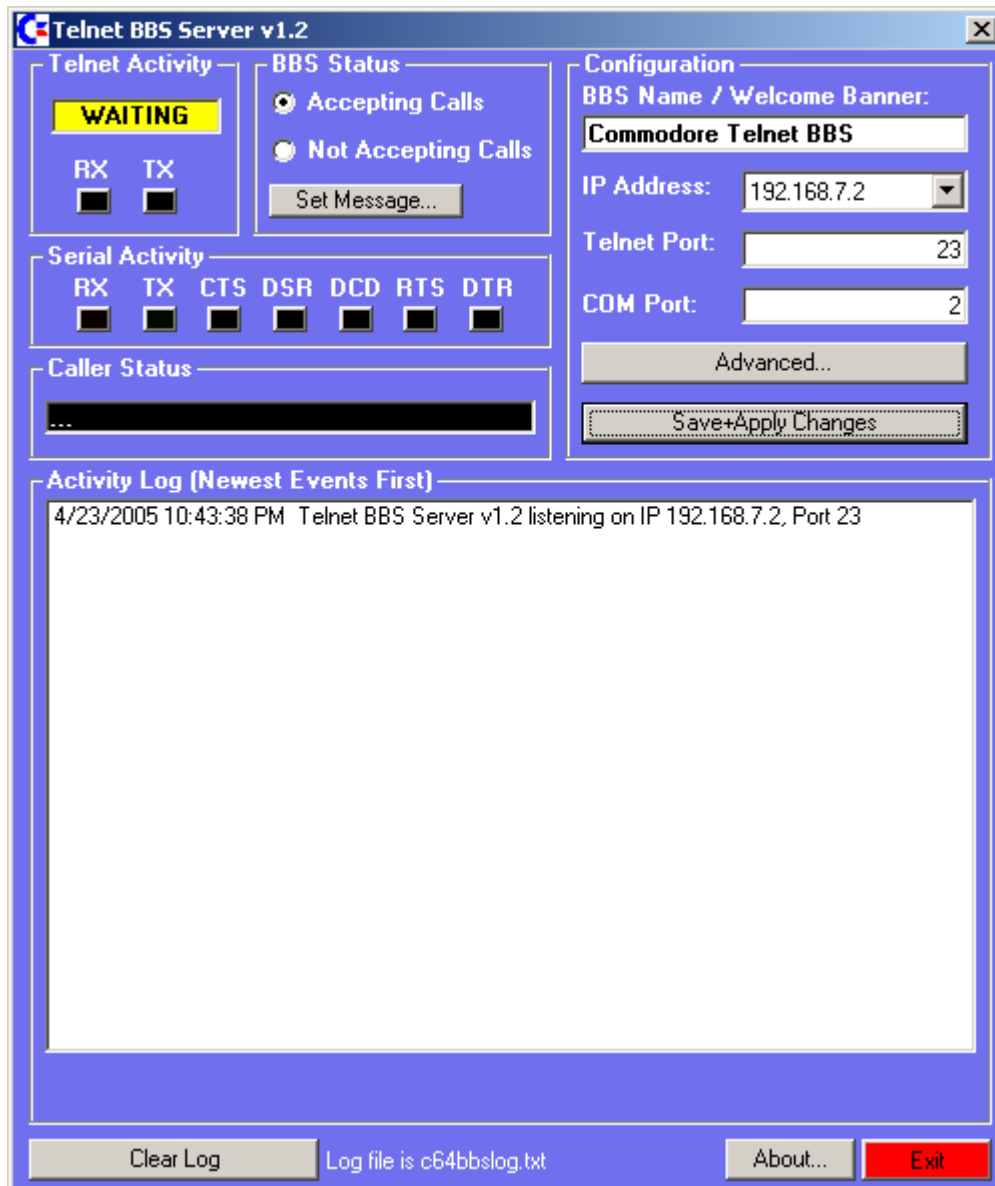 Telnet BBS Server v1.2
Telnet Activity
WAITING
RX TX
BBS Status
Accepting Calls
Not Accepting Calls
Set Message...
Serial Activity
RX TX CTS DSR DCD RTS DTR
Caller Status
...
Configuration
BBS Name / Welcome Banner:
Commodore Telnet BBS
IP Address: 192.168.7.2
Telnet Port: 23
COM Port: 2
Advanced...
Save+Apply Changes
Activity Log (Newest Events First)
4/23/2005 10:43:38 PM Telnet BBS Server v1.2 listening on IP 192.168.7.2, Port 23
Clear Log
Log file is c64bbslog.txt
About...
Exit